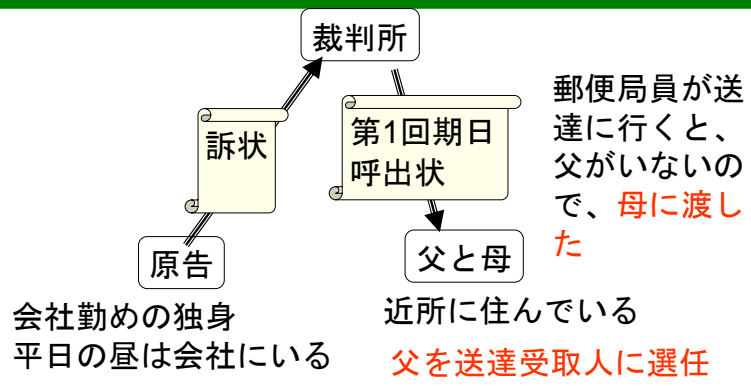 裁判所
訴状
第1回期日
呼出状
郵便局員が送
達に行くと、
父がいないの
で、母に渡し
た
原告
父と母
会社勤めの独身
平日の昼は会社にいる
近所に住んでいる
父を送達受取人に選任